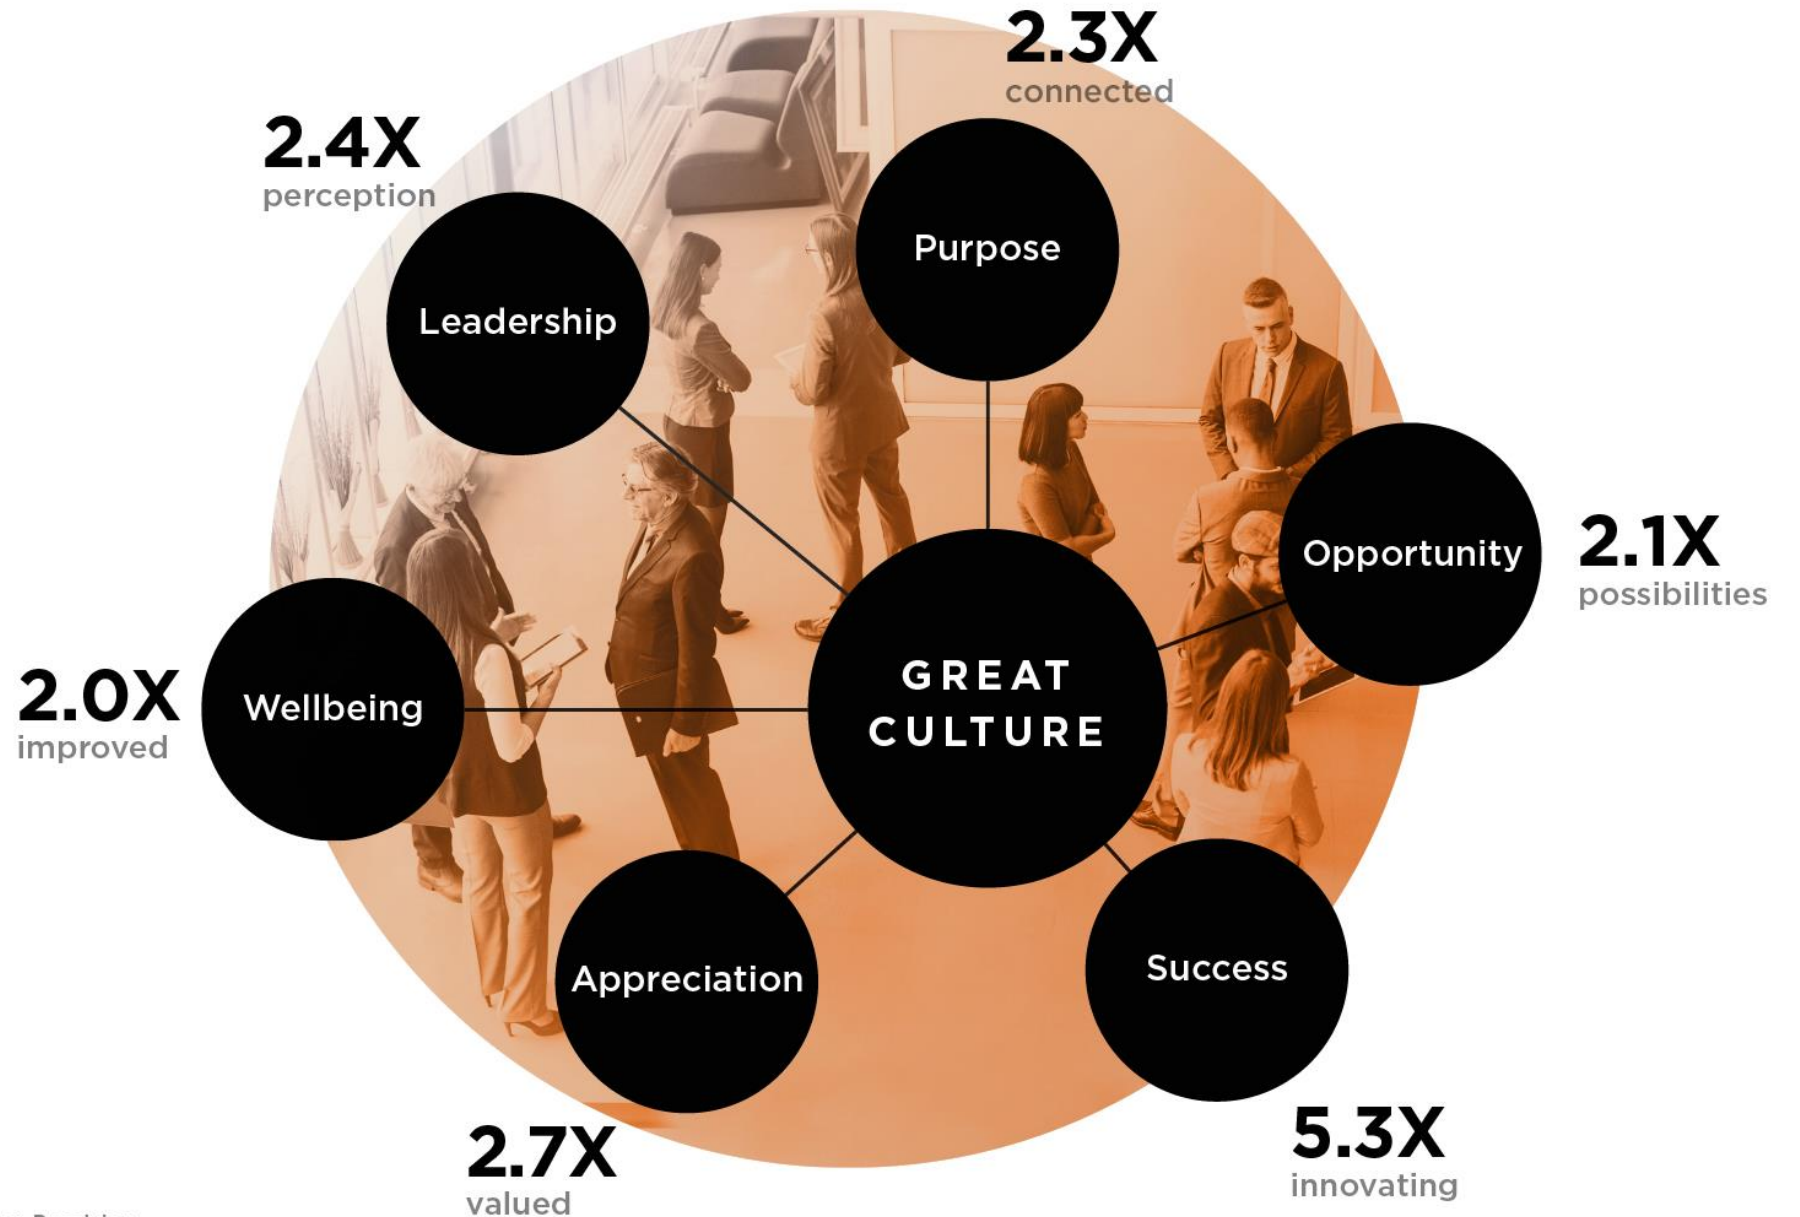 2.3X
connected
2.4X
perception
Purpose
Leadership
Opportunity
2.1X
possibilities
GREAT
CULTURE
2.0X
improved
Wellbeing
Appreciation
Success
2.7X
valued
5.3X
innovating